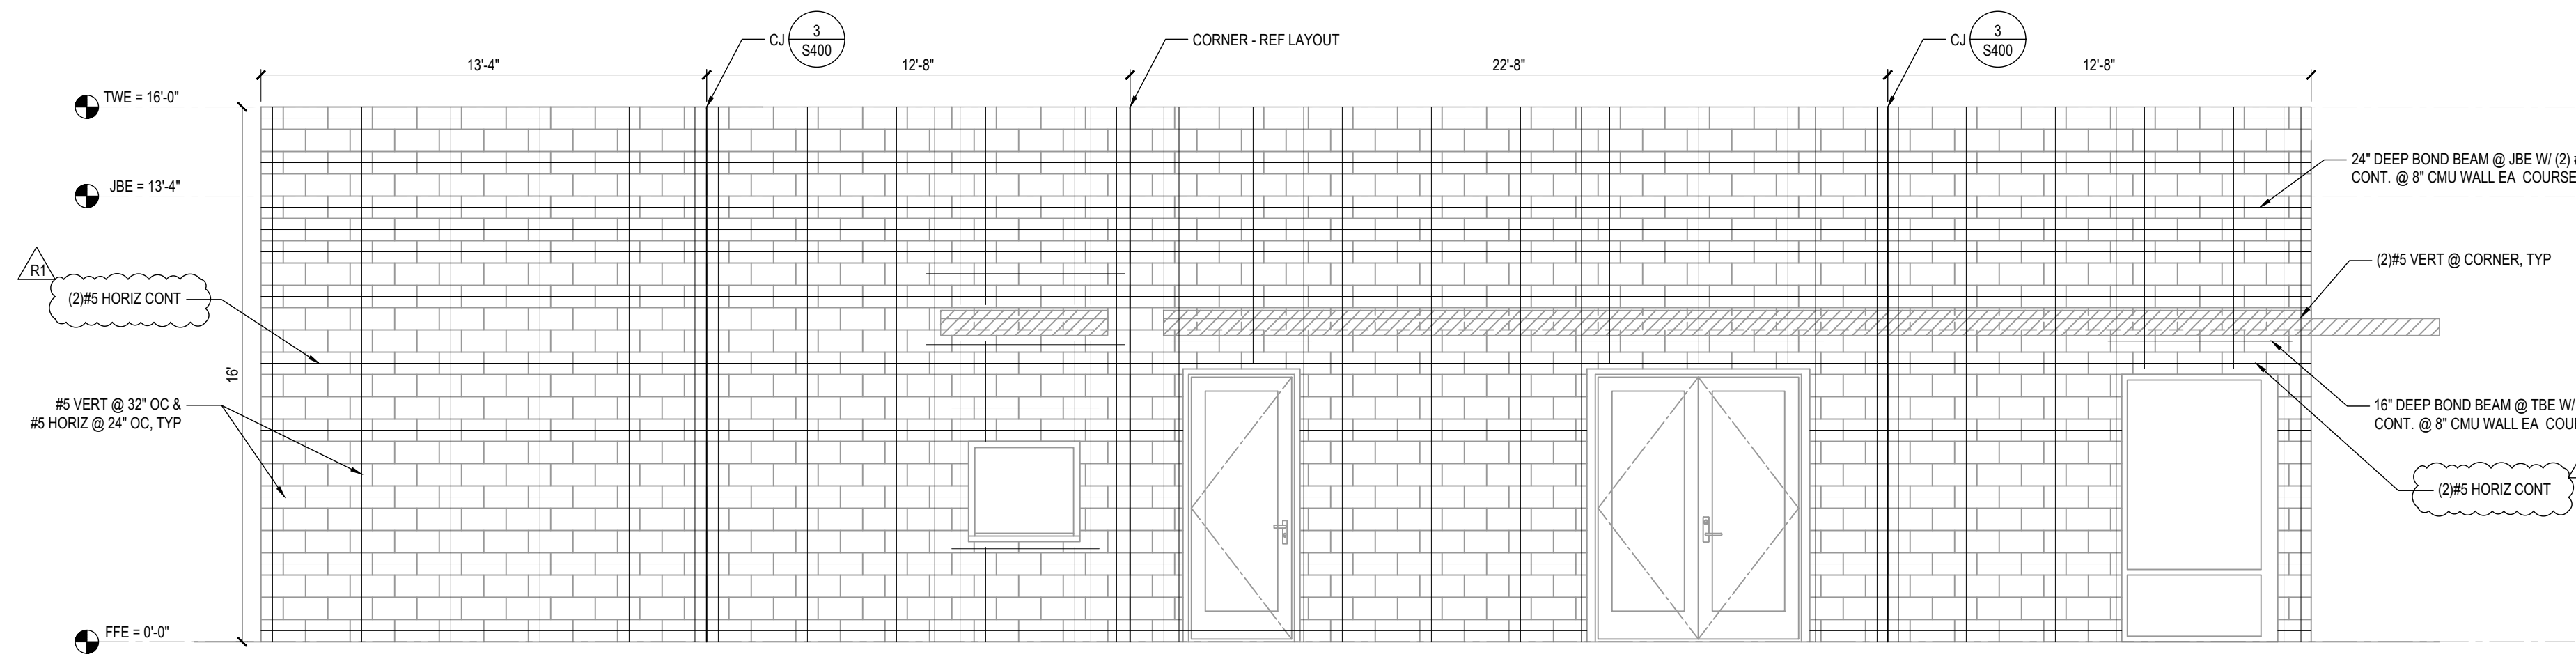 CJ
3
S400
CORNER - REF LAYOUT
CJ
3
S400
13'-4"
12'-8"
22'-8"
12'-8"
TWE = 16'-0"
JBE = 13'-4"
24" DEEP BOND BEAM @ JBE W/ (2)
CONT. @ 8" CMU WALL EA COURSE
R1
(2)#5 HORIZ CONT
(2)#5 VERT @ CORNER, TYP
16'
#5 VERT @ 32" OC &
#5 HORIZ @ 24" OC, TYP
16" DEEP BOND BEAM @ TBE W/
CONT. @ 8" CMU WALL EA
(2)#5 HORIZ CONT
FFE = 0'-0"